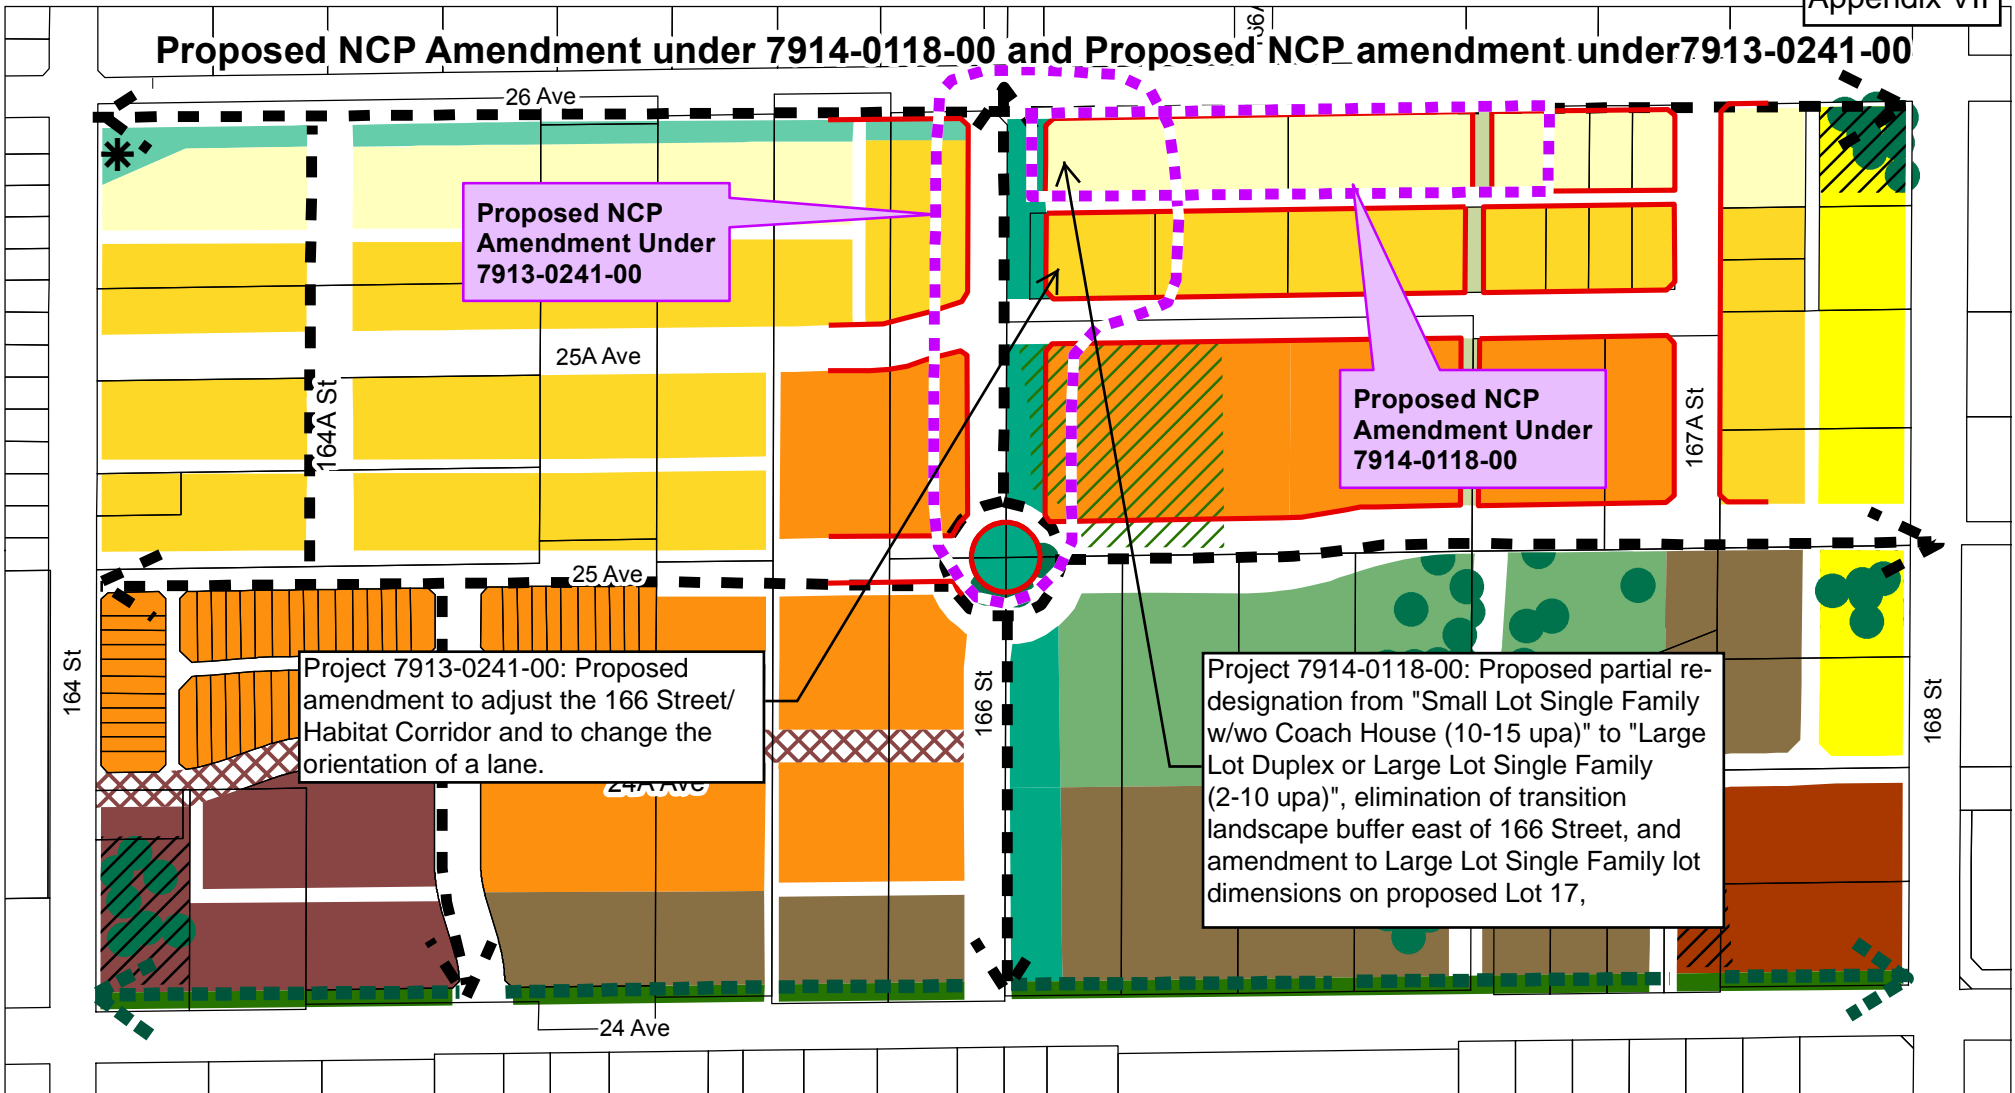 Appendix VII
Proposed NCP Amendment under 7914-0118-00 and Proposed NCP amendment under7913-0241-00
26 Ave
Proposed NCP
Amendment Under
7913-0241-00
25A Ave
164A St
Proposed NCP
Amendment Under
7914-0118-00
167A St
25 Ave
164 St
Project 7913-0241-00: Proposed
amendment to adjust the 166 Street/
Habitat Corridor and to change the
orientation of a lane.
24A Ave
166 St
Project 7914-0118-00: Proposed partial re-
designation from "Small Lot Single Family
w/wo Coach House (10-15 upa)" to "Large
Lot Duplex or Large Lot Single Family
(2-10 upa)", elimination of transition
landscape buffer east of 166 Street, and
amendment to Large Lot Single Family lot
dimensions on proposed Lot 17,
168 St
24 Ave